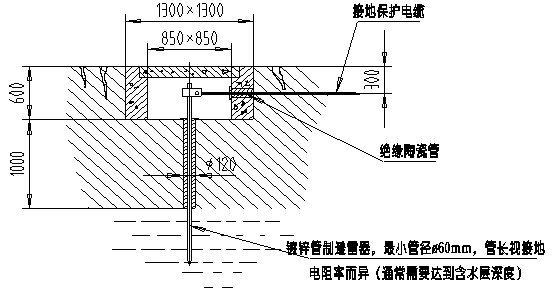 1300×1300
接地保护电缆
850×850
300
600
绝缘陶瓷管
1000
ø120
镀锌管制避雷器，最小管径ø60mm，管长视接地
电阻率而异（通常需要达到含水层深度）